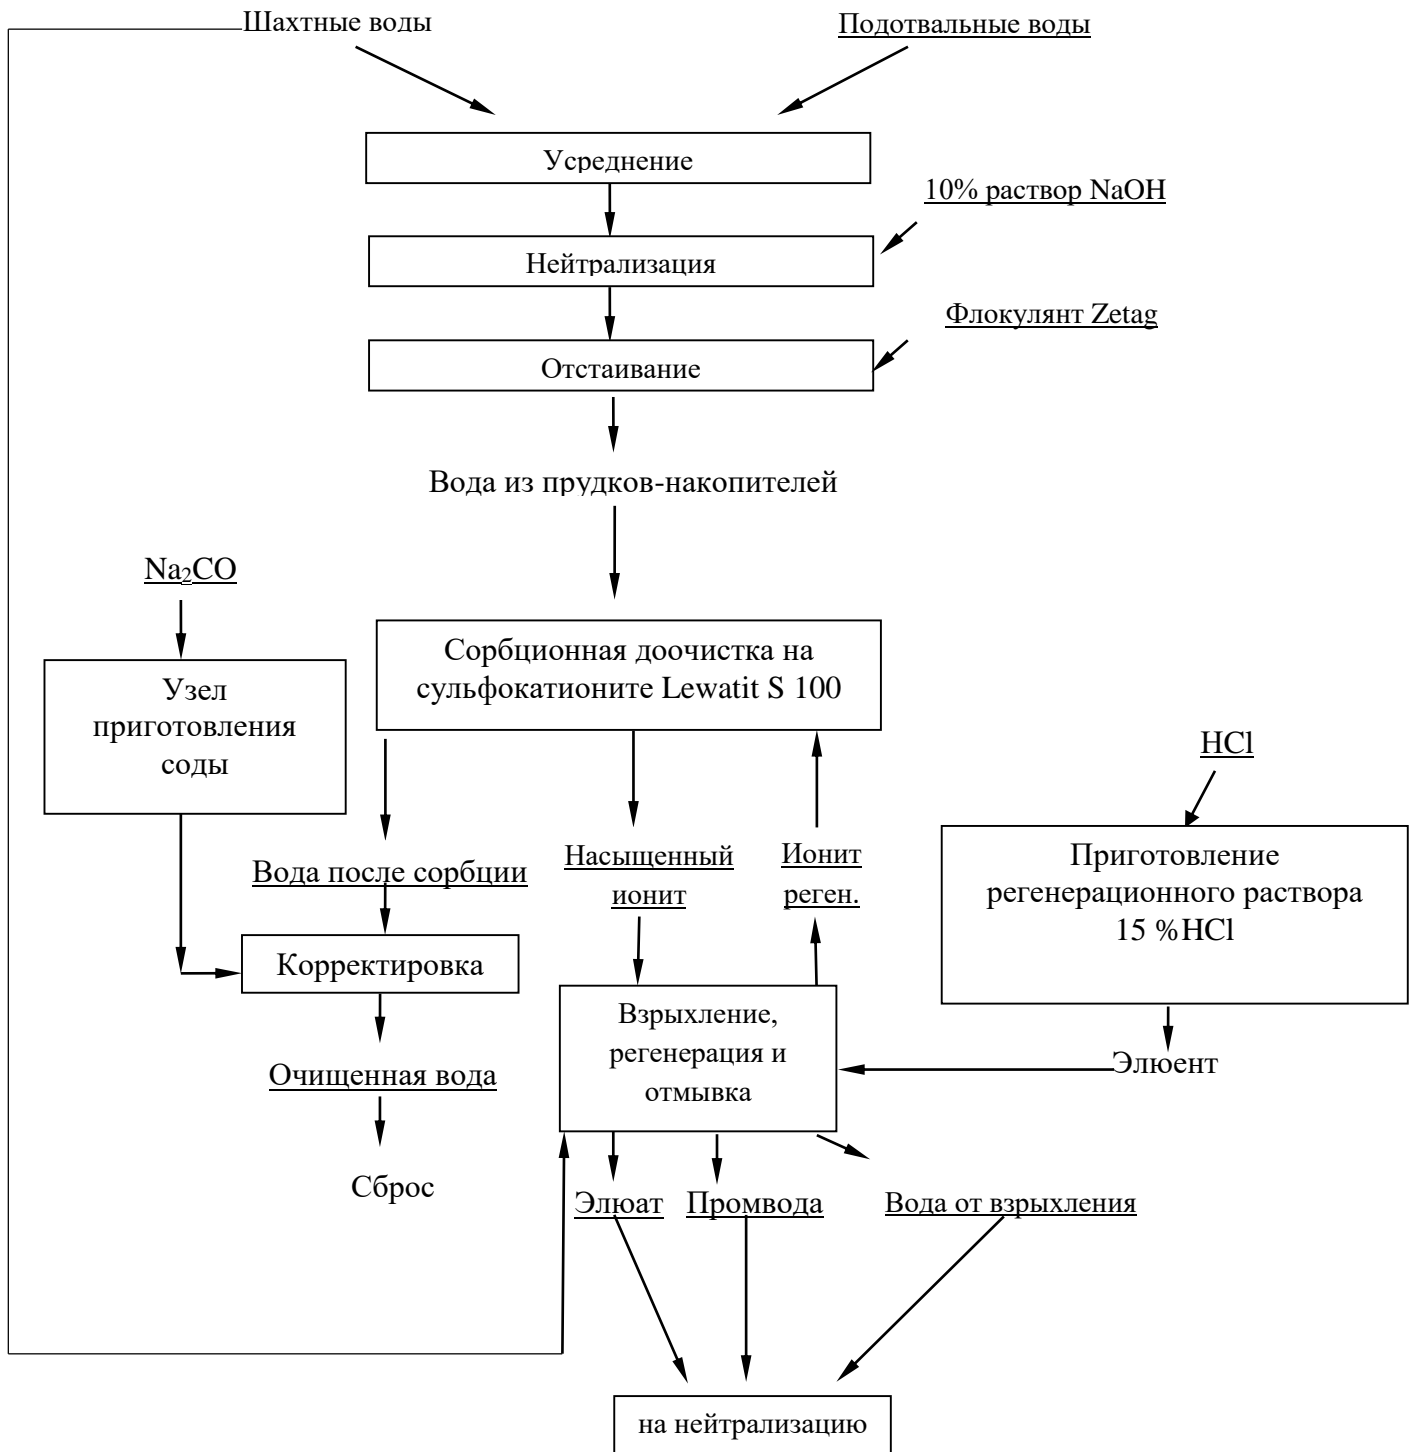 Шахтные воды
Подотвальные воды
Усреднение
10% раствор NaOH
Нейтрализация
Флокулянт Zetag
Отстаивание
Вода из прудков-накопителей
Na₂CO
Узел
приготовления
соды
Сорбционная доочистка на
сульфокатионите Lewatit S 100
HCl
Вода после сорбции
Насыщенный
ионит
Ионит
реген.
Приготовление
регенерационного раствора
15 %HCl
Корректировка
Взрыхление,
регенерация и
отмывка
Элюент
Очищенная вода
Сброс
Элюат
Промвода
Вода от взрыхления
на нейтрализацию